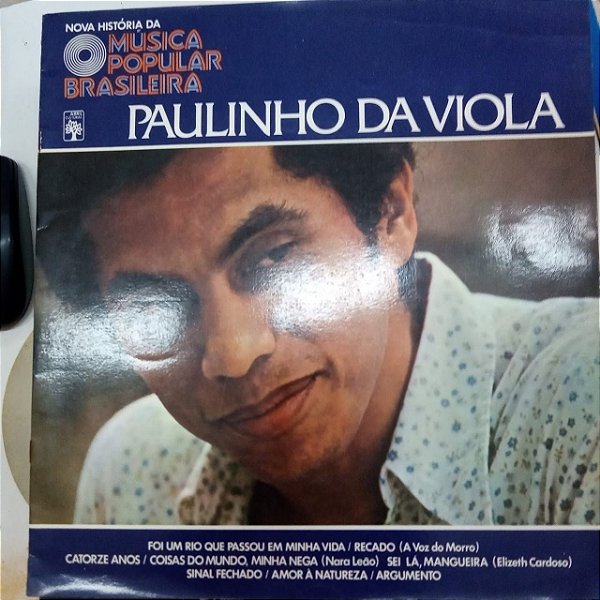 NOVA HISTÓRIA DA
MÚSICA
POPULAR
BRASILEIRA
ABRIL
CULTURAL
PAULINHO DA VIOLA
FOI UM RIO QUE PASSOU EM MINHA VIDA / RECADO (A Voz do Morro)
CATORZE ANOS / COISAS DO MUNDO, MINHA NEGA (Nara Leão) SEI LÁ, MANGUEIRA (Elizeth Cardoso)
SINAL FECHADO / AMOR À NATUREZA / ARGUMENTO